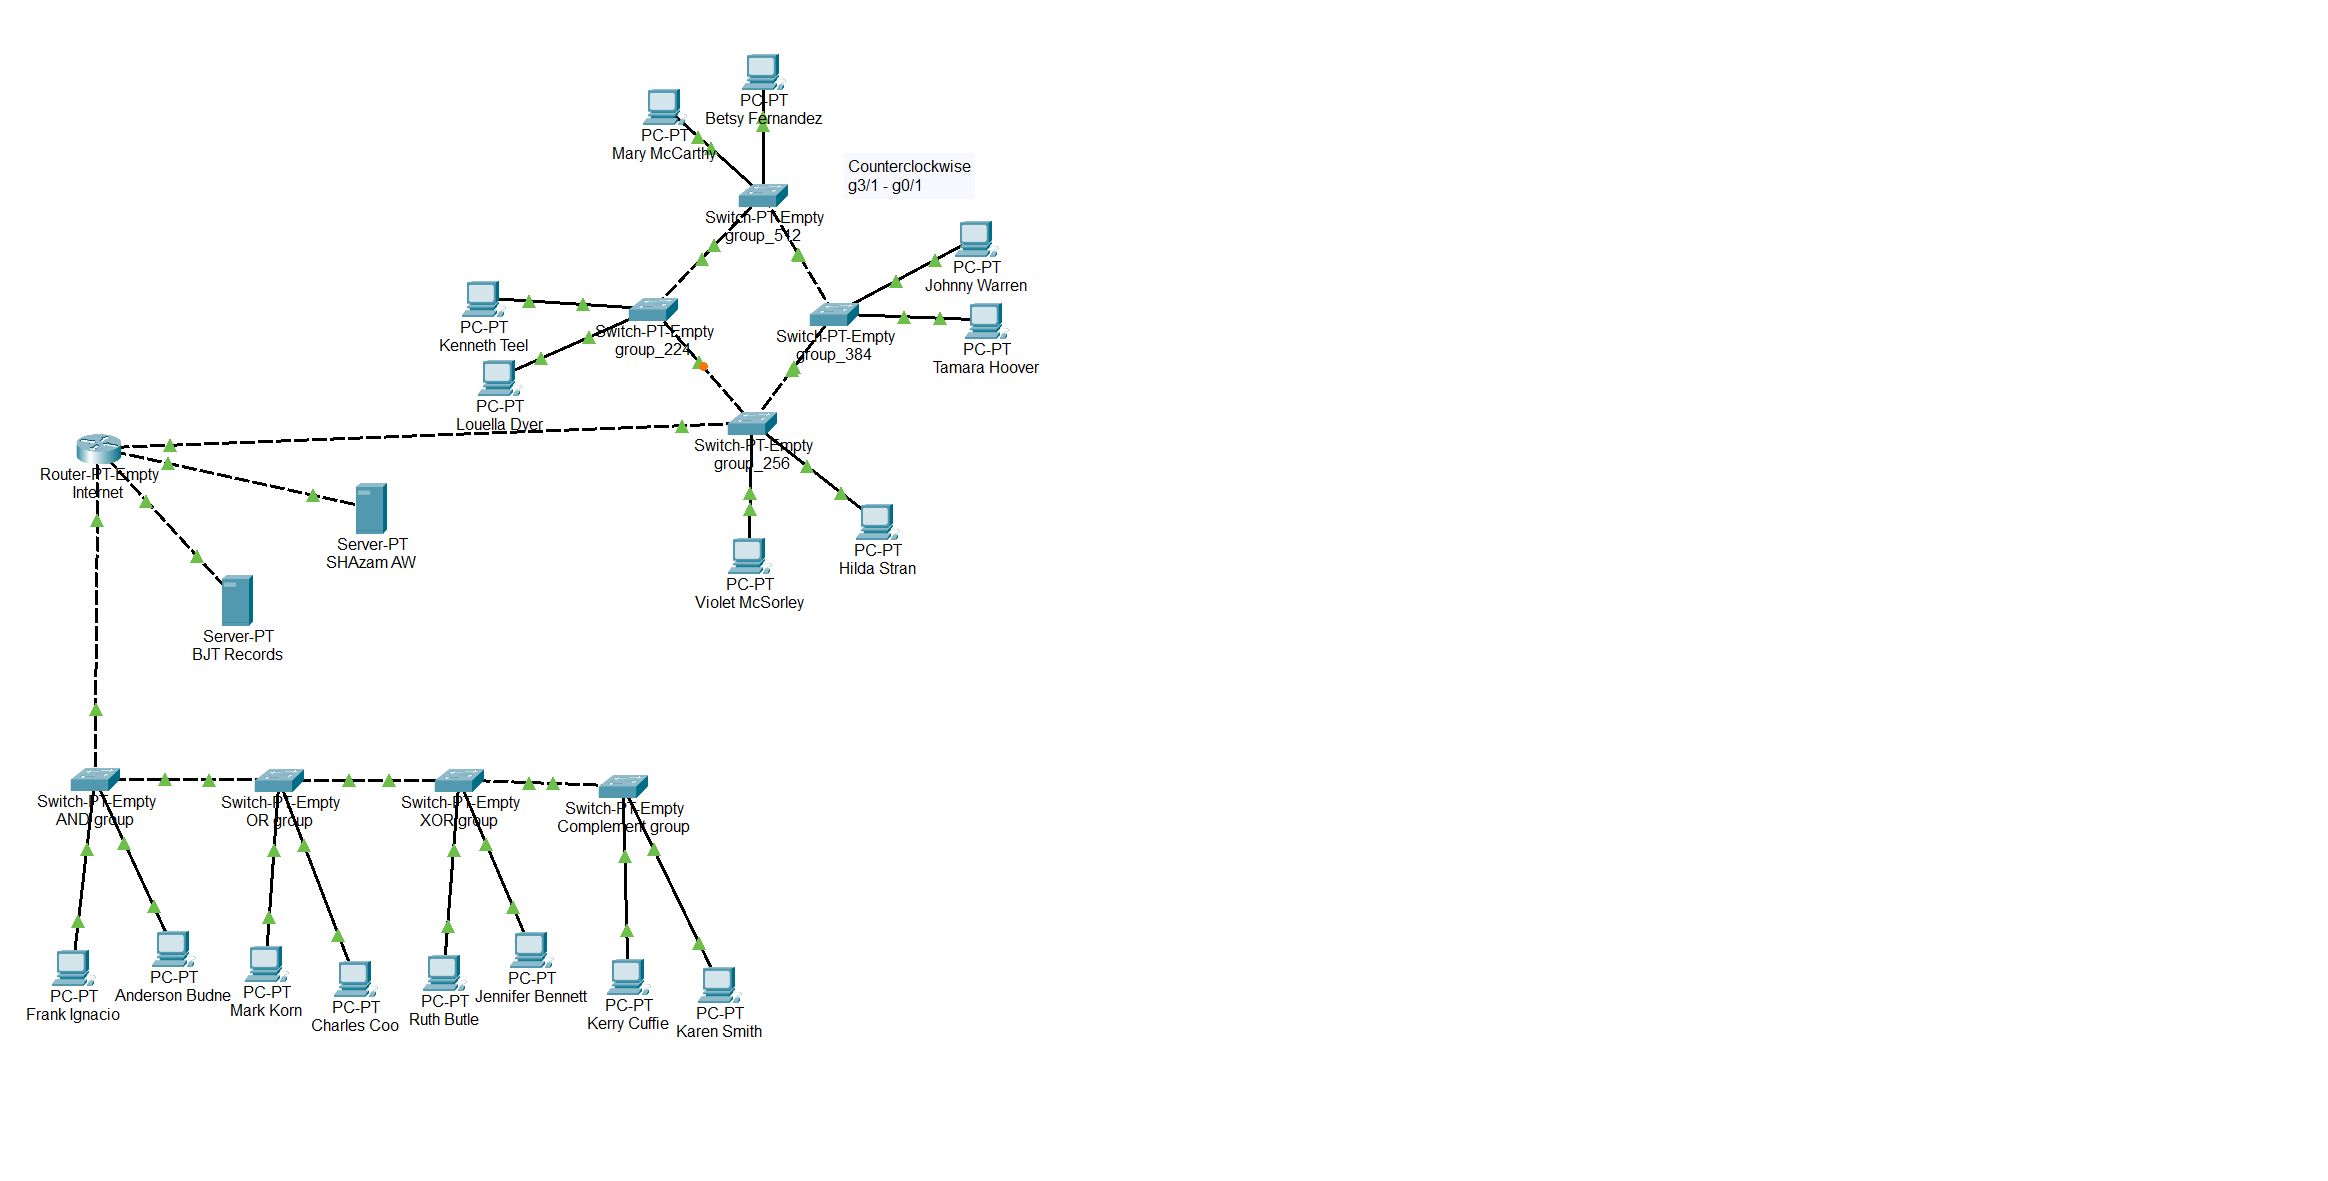 PC-PT
Betsy Fernandez
PC-PT
Mary McCarthy
Counterclockwise
g3/1 - g0/1
Switch-PT-Empty
group_512
PC-PT
Johnny Warren
PC-PT
Kenneth Teel
Switch-PT-Empty
group_224
Switch-PT-Empty
group_384
PC-PT
Tamara Hoover
PC-PT
Louella Dyer
Switch-PT-Empty
group_256
Router-PT-Empty
Internet
Server-PT
SHAzam AW
PC-PT
Hilda Stran
PC-PT
Violet McSorley
Server-PT
BJT Records
Switch-PT-Empty
AND group
Switch-PT-Empty
OR group
Switch-PT-Empty
XOR group
Switch-PT-Empty
Complement group
PC-PT
Frank Ignacio
PC-PT
Anderson Budne
PC-PT
Mark Korn
PC-PT
Charles Coo
PC-PT
Ruth Butle
PC-PT
Jennifer Bennett
PC-PT
Kerry Cuffie
PC-PT
Karen Smith